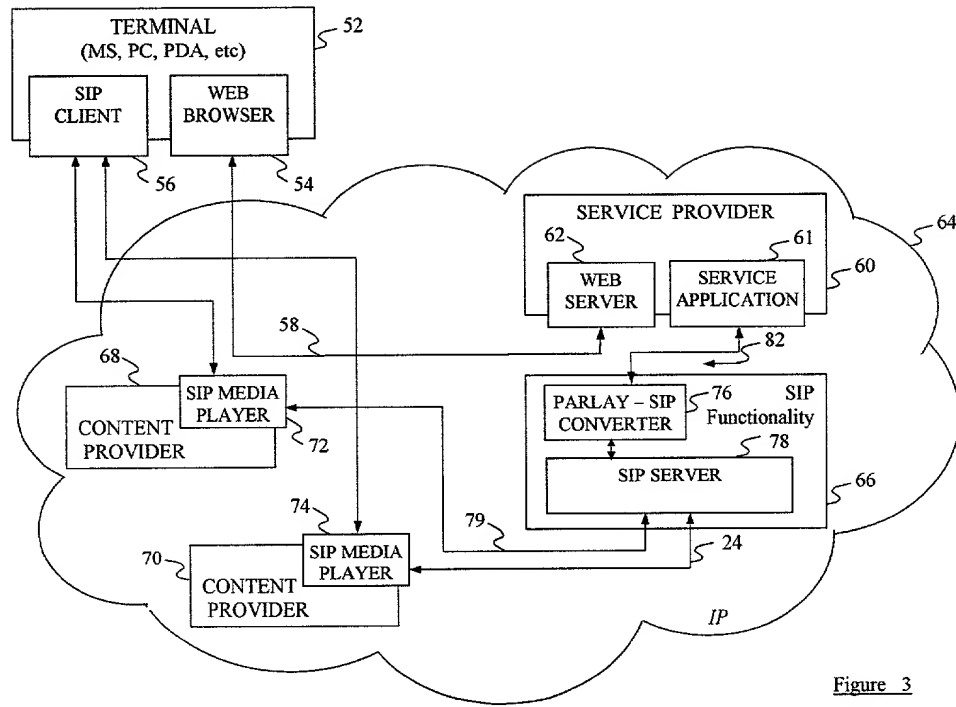 TERMINAL
(MS, PC, PDA, etc)
52
SIP
CLIENT
WEB
BROWSER
56
54
SERVICE PROVIDER
64
62
61
60
WEB
SERVER
SERVICE
APPLICATION
58
82
68
SIP MEDIA
PLAYER
CONTENT
PROVIDER
72
PARLAY – SIP
CONVERTER
76
SIP
Functionality
78
SIP SERVER
66
74
79
24
70
SIP MEDIA
PLAYER
CONTENT
PROVIDER
IP
Figure 3